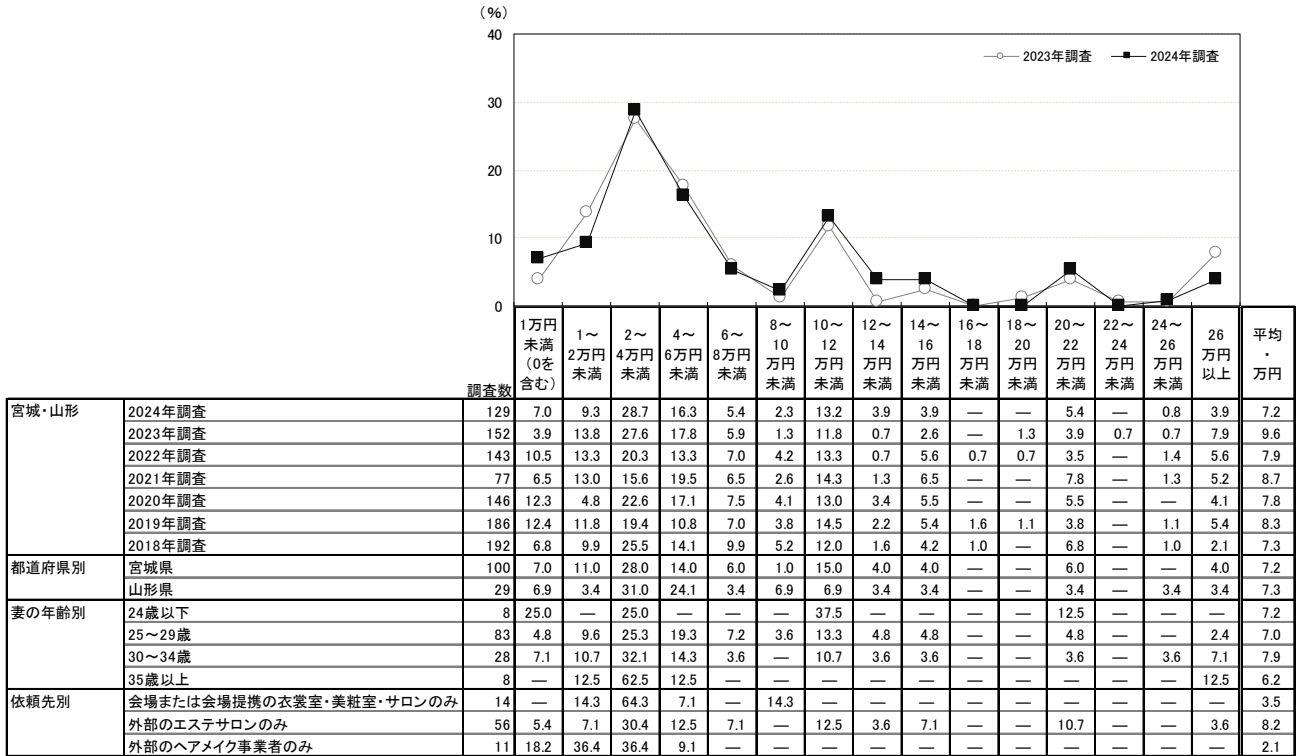 (%)
40
30
20
10
0
2023年調査 2024年調査
調査数 1万円未満(0を含む) 1～2万円未満 2～4万円未満 4～6万円未満 6～8万円未満 8～10万円未満 10～12万円未満 12～14万円未満 14～16万円未満 16～18万円未満 18～20万円未満 20～22万円未満 22～24万円未満 24～26万円未満 26万円以上 平均・万円
宮城・山形 2024年調査 129 7.0 9.3 28.7 16.3 5.4 2.3 13.2 3.9 3.9 — — 5.4 — 0.8 3.9 7.2
2023年調査 152 3.9 13.8 27.6 17.8 5.9 1.3 11.8 0.7 2.6 — 1.3 3.9 0.7 0.7 7.9 9.6
2022年調査 143 10.5 13.3 20.3 13.3 7.0 4.2 13.3 0.7 5.6 0.7 0.7 3.5 — 1.4 5.6 7.9
2021年調査 77 6.5 13.0 15.6 19.5 6.5 2.6 14.3 1.3 6.5 — — 7.8 — 1.3 5.2 8.7
2020年調査 146 12.3 4.8 22.6 17.1 7.5 4.1 13.0 3.4 5.5 — — 5.5 — — 4.1 7.8
2019年調査 186 12.4 11.8 19.4 10.8 7.0 3.8 14.5 2.2 5.4 1.6 1.1 3.8 — 1.1 5.4 8.3
2018年調査 192 6.8 9.9 25.5 14.1 9.9 5.2 12.0 1.6 4.2 1.0 — 6.8 — 1.0 2.1 7.3
都道府県別 宮城県 100 7.0 11.0 28.0 14.0 6.0 1.0 15.0 4.0 4.0 — — 6.0 — — 4.0 7.2
山形県 29 6.9 3.4 31.0 24.1 3.4 6.9 6.9 3.4 3.4 — — 3.4 — 3.4 3.4 7.3
妻の年齢別 24歳以下 8 25.0 — 25.0 — — — 37.5 — — — — 12.5 — — — 7.2
25～29歳 83 4.8 9.6 25.3 19.3 7.2 3.6 13.3 4.8 4.8 — — 4.8 — — 2.4 7.0
30～34歳 28 7.1 10.7 32.1 14.3 3.6 — 10.7 3.6 3.6 — — 3.6 — 3.6 7.1 7.9
35歳以上 8 — 12.5 62.5 12.5 — — — — — — — — — — 12.5 6.2
依頼先別 会場または会場提携の衣裳室・美粧室・サロンのみ 14 — 14.3 64.3 7.1 — 14.3 — — — — — — — — — 3.5
外部のエステサロンのみ 56 5.4 7.1 30.4 12.5 7.1 — 12.5 3.6 7.1 — — 10.7 — — 3.6 8.2
外部のヘアメイク事業者のみ 11 18.2 36.4 36.4 9.1 — — — — — — — — — — — 2.1